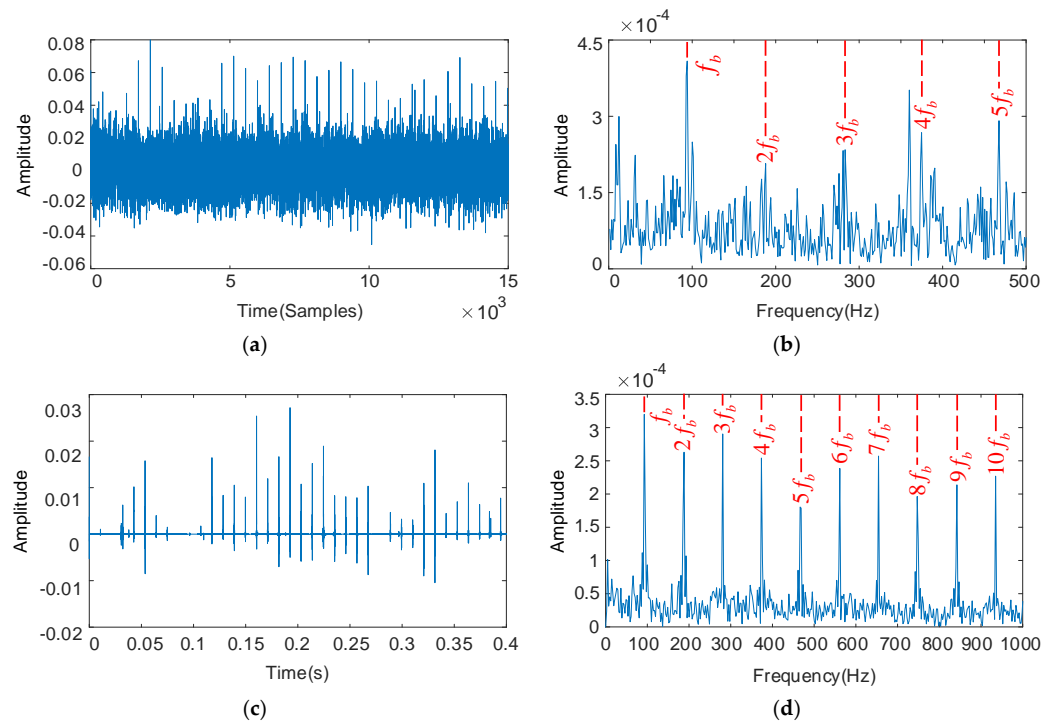 0.08
0.06
0.04
0.02
0
-0.02
-0.04
-0.06
Amplitude
0 5 10 15
Time(Samples)
× 10³
(a)
× 10⁻⁴
4.5
3
1.5
0
Amplitude
f_b
2f_b
3f_b
4f_b
5f_b
100 200 300 400 500
Frequency(Hz)
(b)
0.03
0.02
0.01
0
-0.01
-0.02
Amplitude
0 0.05 0.1 0.15 0.2 0.25 0.3 0.35 0.4
Time(s)
(c)
× 10⁻⁴
3.5
3
2.5
2
1.5
1
0.5
0
Amplitude
f_b
2f_b
3f_b
4f_b
5f_b
6f_b
7f_b
8f_b
9f_b
10f_b
0 100 200 300 400 500 600 700 800 900 1000
Frequency(Hz)
(d)